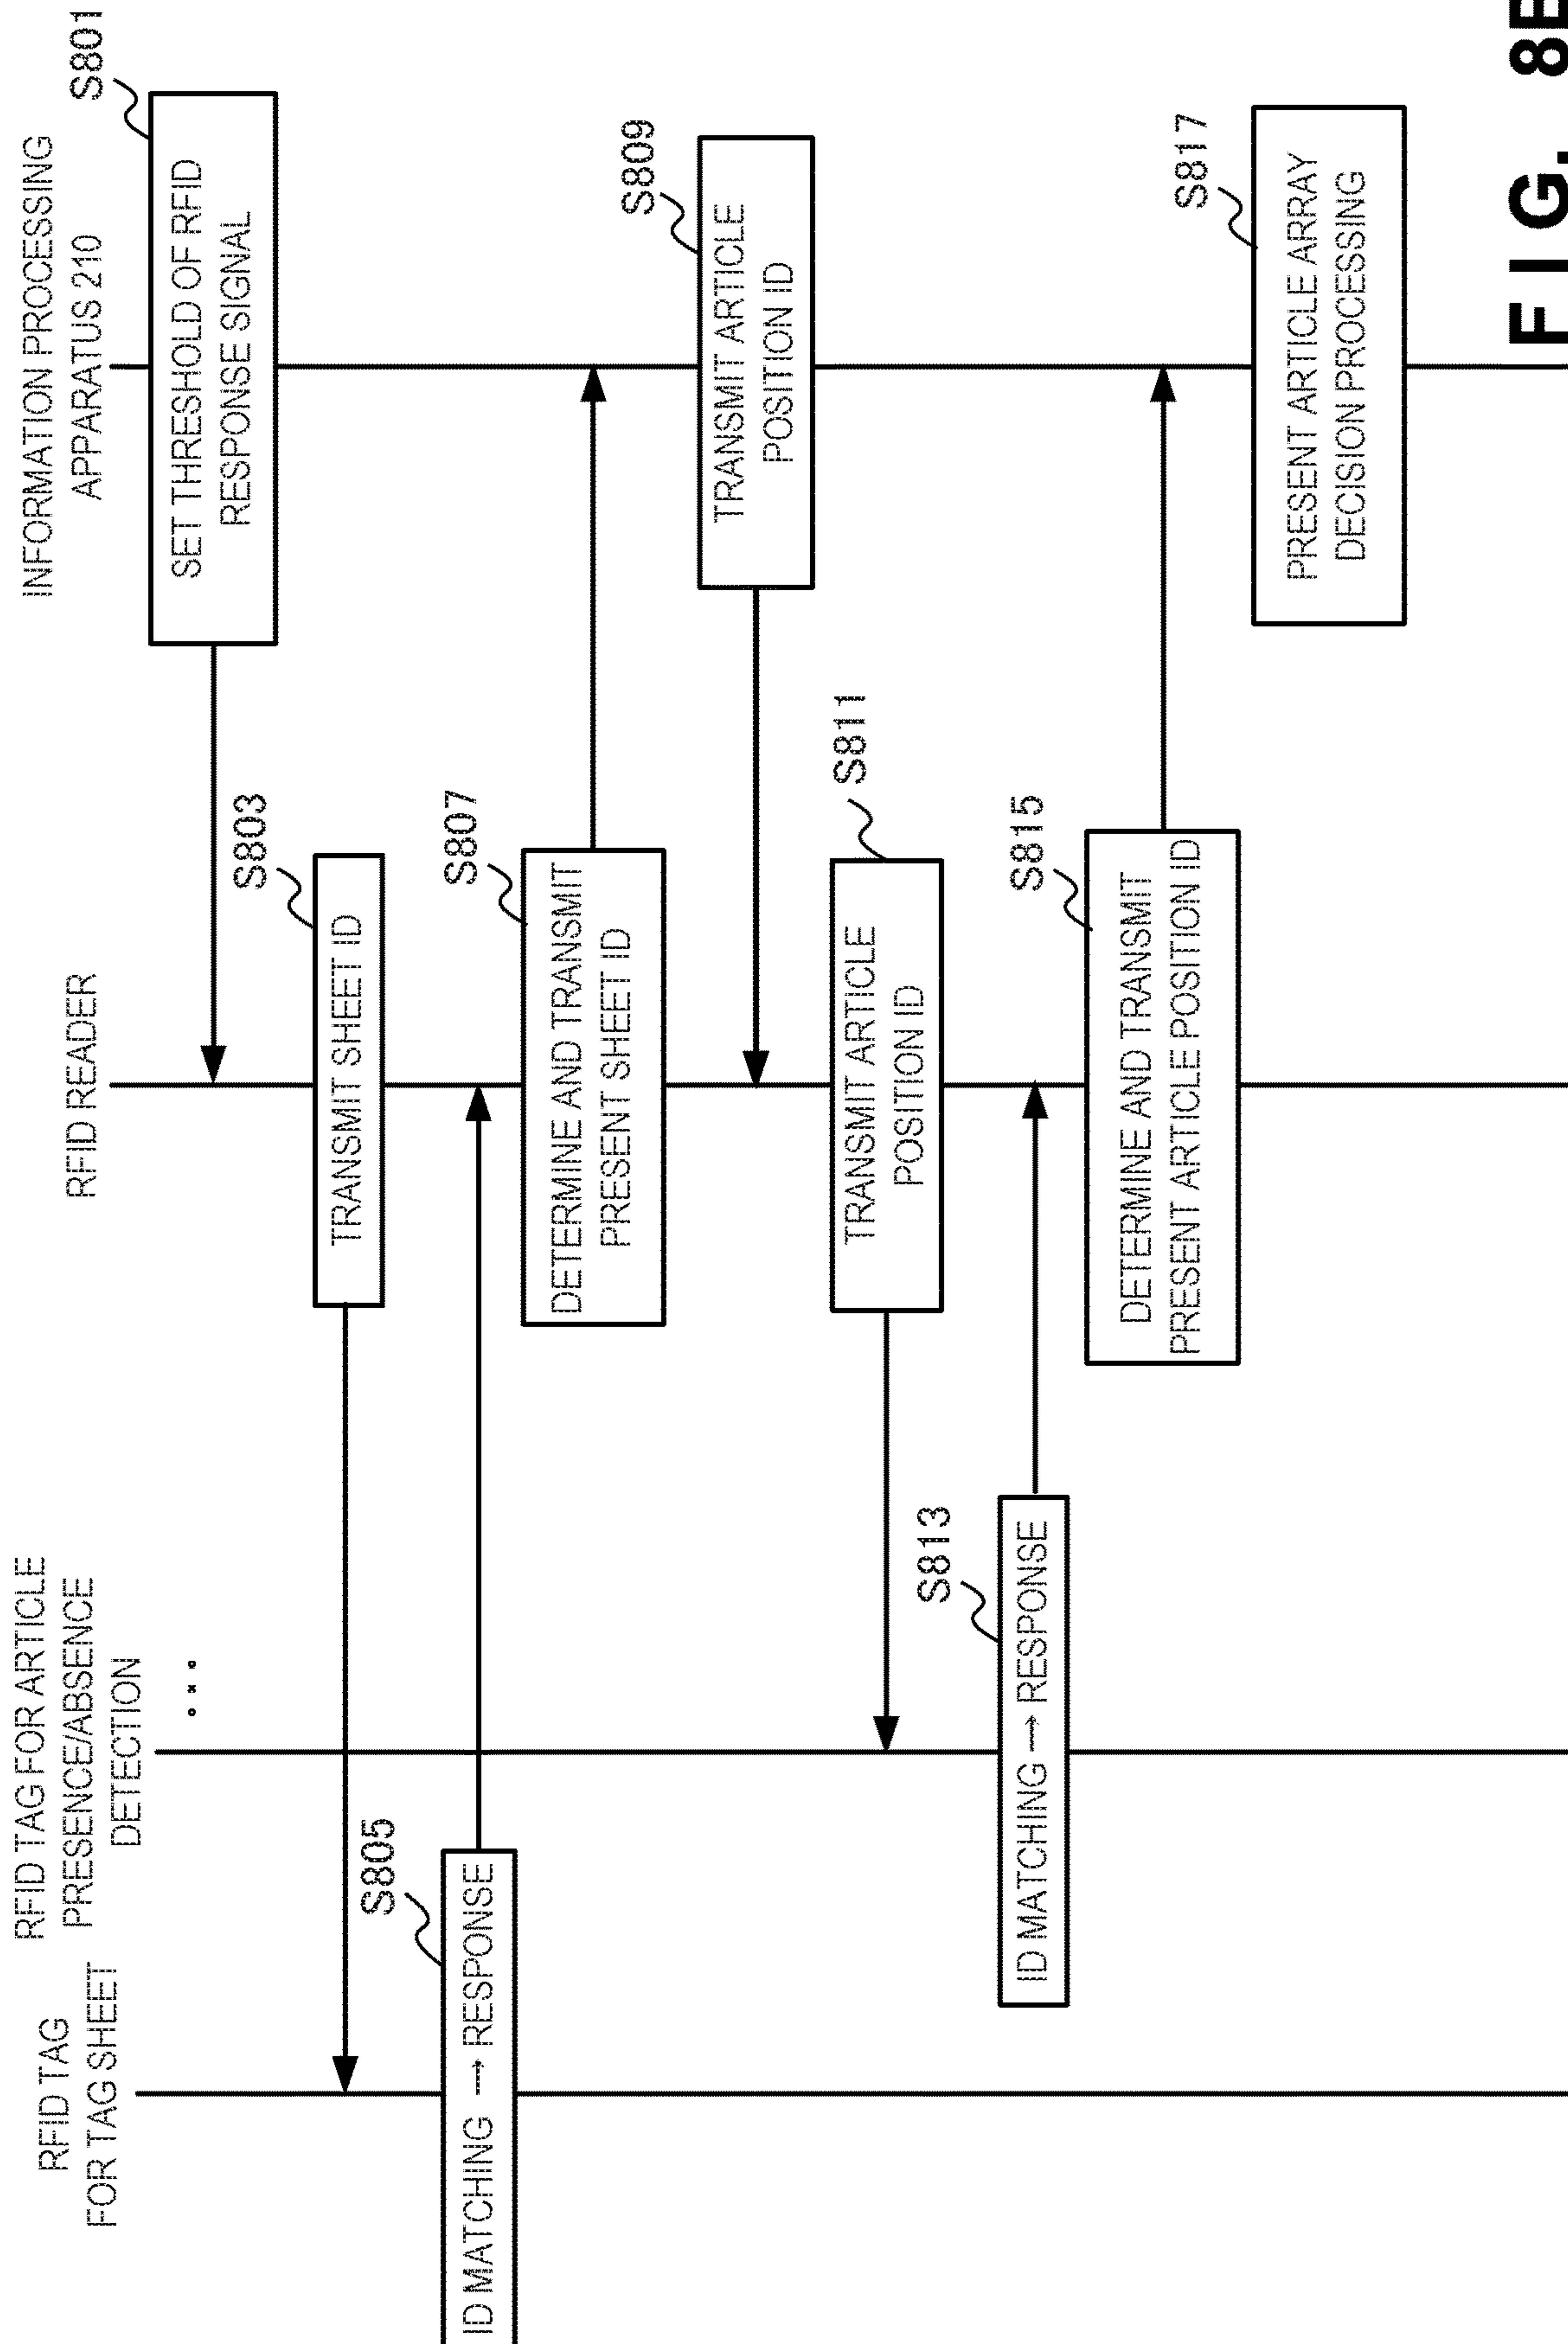 RFID TAG
FOR TAG SHEET
RFID TAG FOR ARTICLE
PRESENCE/ABSENCE
DETECTION
RFID READER
INFORMATION PROCESSING
APPARATUS 210
S801
SET THRESHOLD OF RFID
RESPONSE SIGNAL
S803
TRANSMIT SHEET ID
S805
ID MATCHING → RESPONSE
S807
DETERMINE AND TRANSMIT
PRESENT SHEET ID
S809
TRANSMIT ARTICLE
POSITION ID
S811
TRANSMIT ARTICLE
POSITION ID
S813
ID MATCHING → RESPONSE
S815
DETERMINE AND TRANSMIT
PRESENT ARTICLE POSITION ID
S817
PRESENT ARTICLE ARRAY
DECISION PROCESSING
FIG. 8B